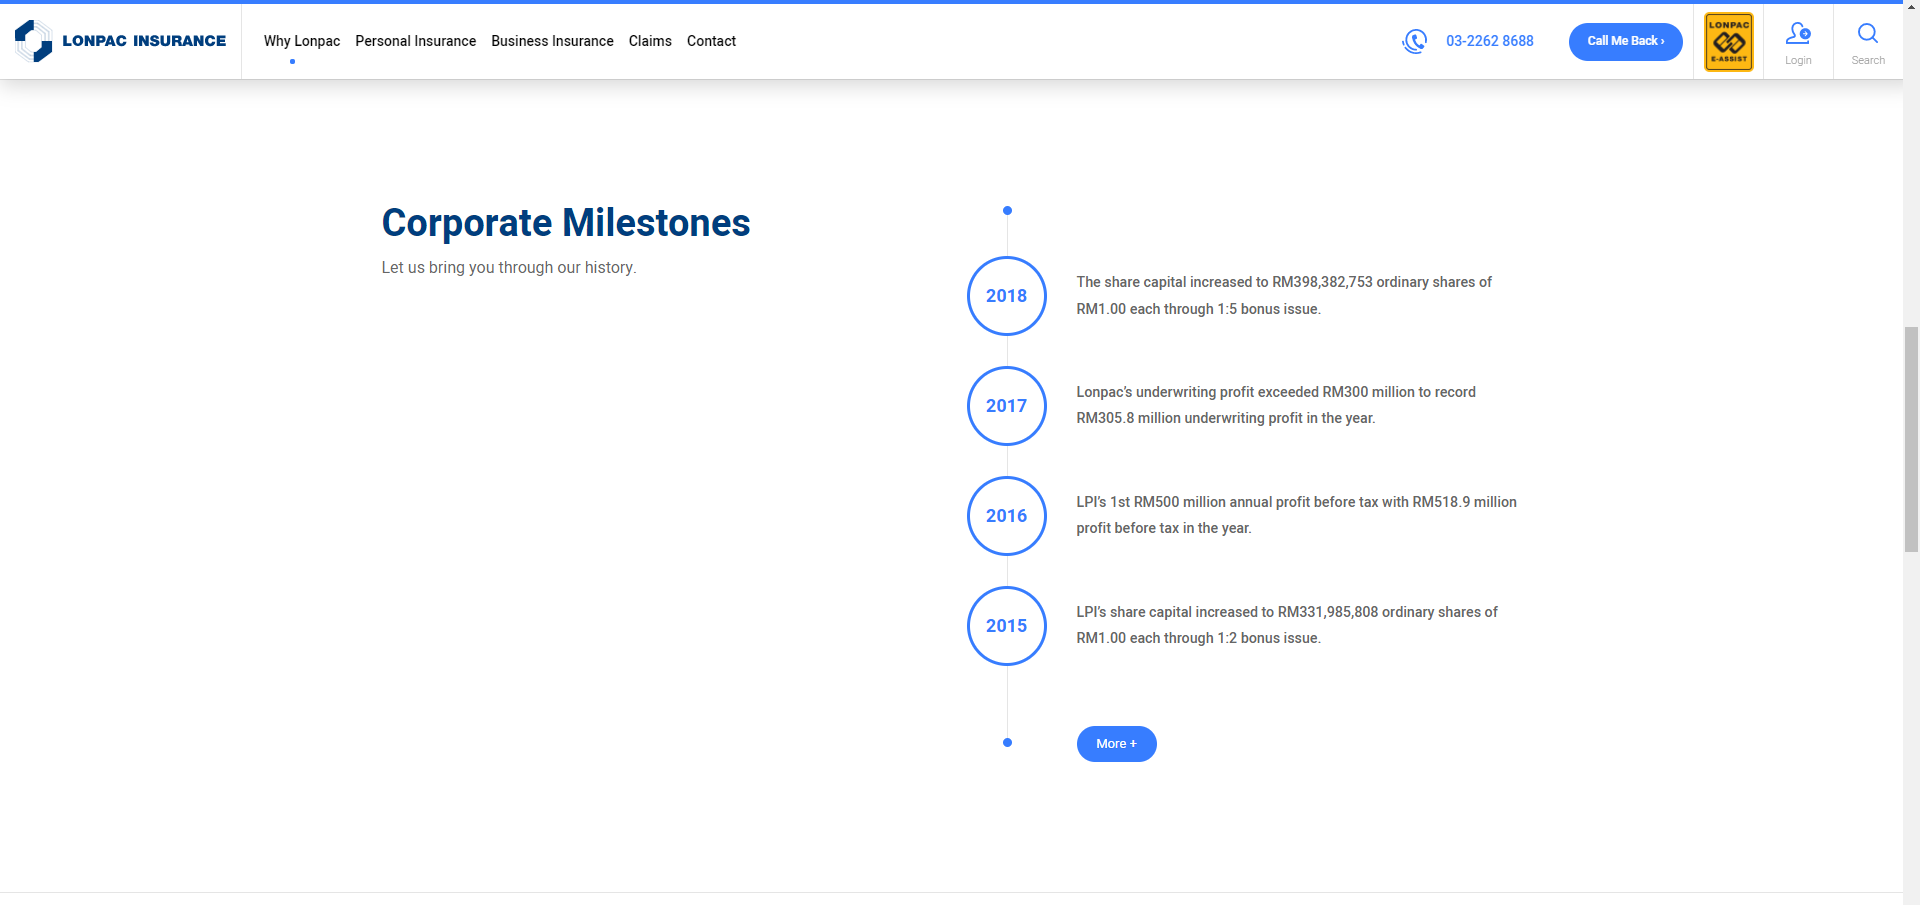 LONPAC INSURANCE
Why Lonpac
Personal Insurance
Business Insurance
Claims
Contact
03-2262 8688
Call Me Back ›
LONPAC
E-ASSIST
Login
Search
Corporate Milestones
Let us bring you through our history.
2018
The share capital increased to RM398,382,753 ordinary shares of
RM1.00 each through 1:5 bonus issue.
2017
Lonpac’s underwriting profit exceeded RM300 million to record
RM305.8 million underwriting profit in the year.
2016
LPI’s 1st RM500 million annual profit before tax with RM518.9 million
profit before tax in the year.
2015
LPI’s share capital increased to RM331,985,808 ordinary shares of
RM1.00 each through 1:2 bonus issue.
More +